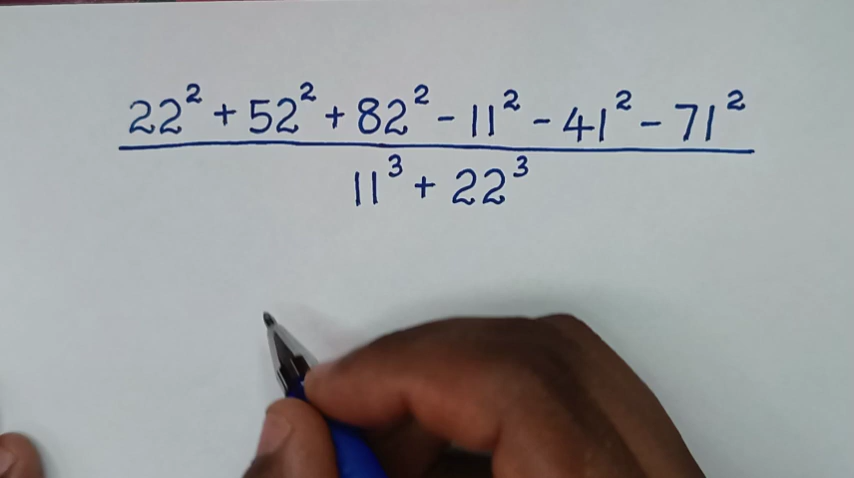 22² + 52² + 82² - 11² - 41² - 71²
11³ + 22³